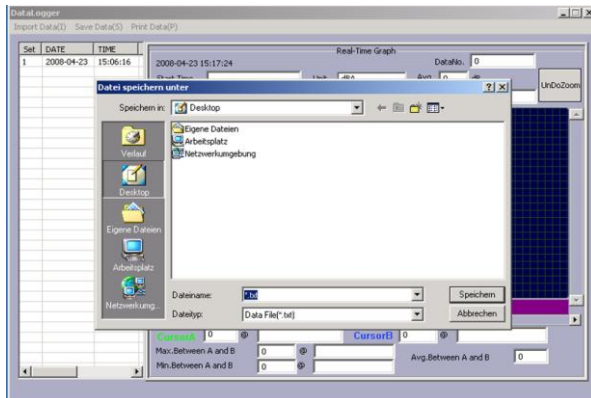 DataLogger
Import Data(I) Save Data(S) Print Data(P)
Set DATE TIME
1 2008-04-23 15:06:16
Real-Time Graph
2008-04-23 15:17:24
DataNo. 0
Start Time Unit dBA Avg 0 dB
UnDoZoom
Datei speichern unter
Speichern in: Desktop
Verlauf
Desktop
Eigene Dateien
Arbeitsplatz
Netzwerkumg...
Eigene Dateien
Arbeitsplatz
Netzwerkumgebung
Dateiname: *.txt
Speichern
Dateityp: Data File(*.txt)
Abbrechen
CursorA 0 @ CursorB 0 @
Max.Between A and B 0 @
Avg.Between A and B 0
Min.Between A and B 0 @